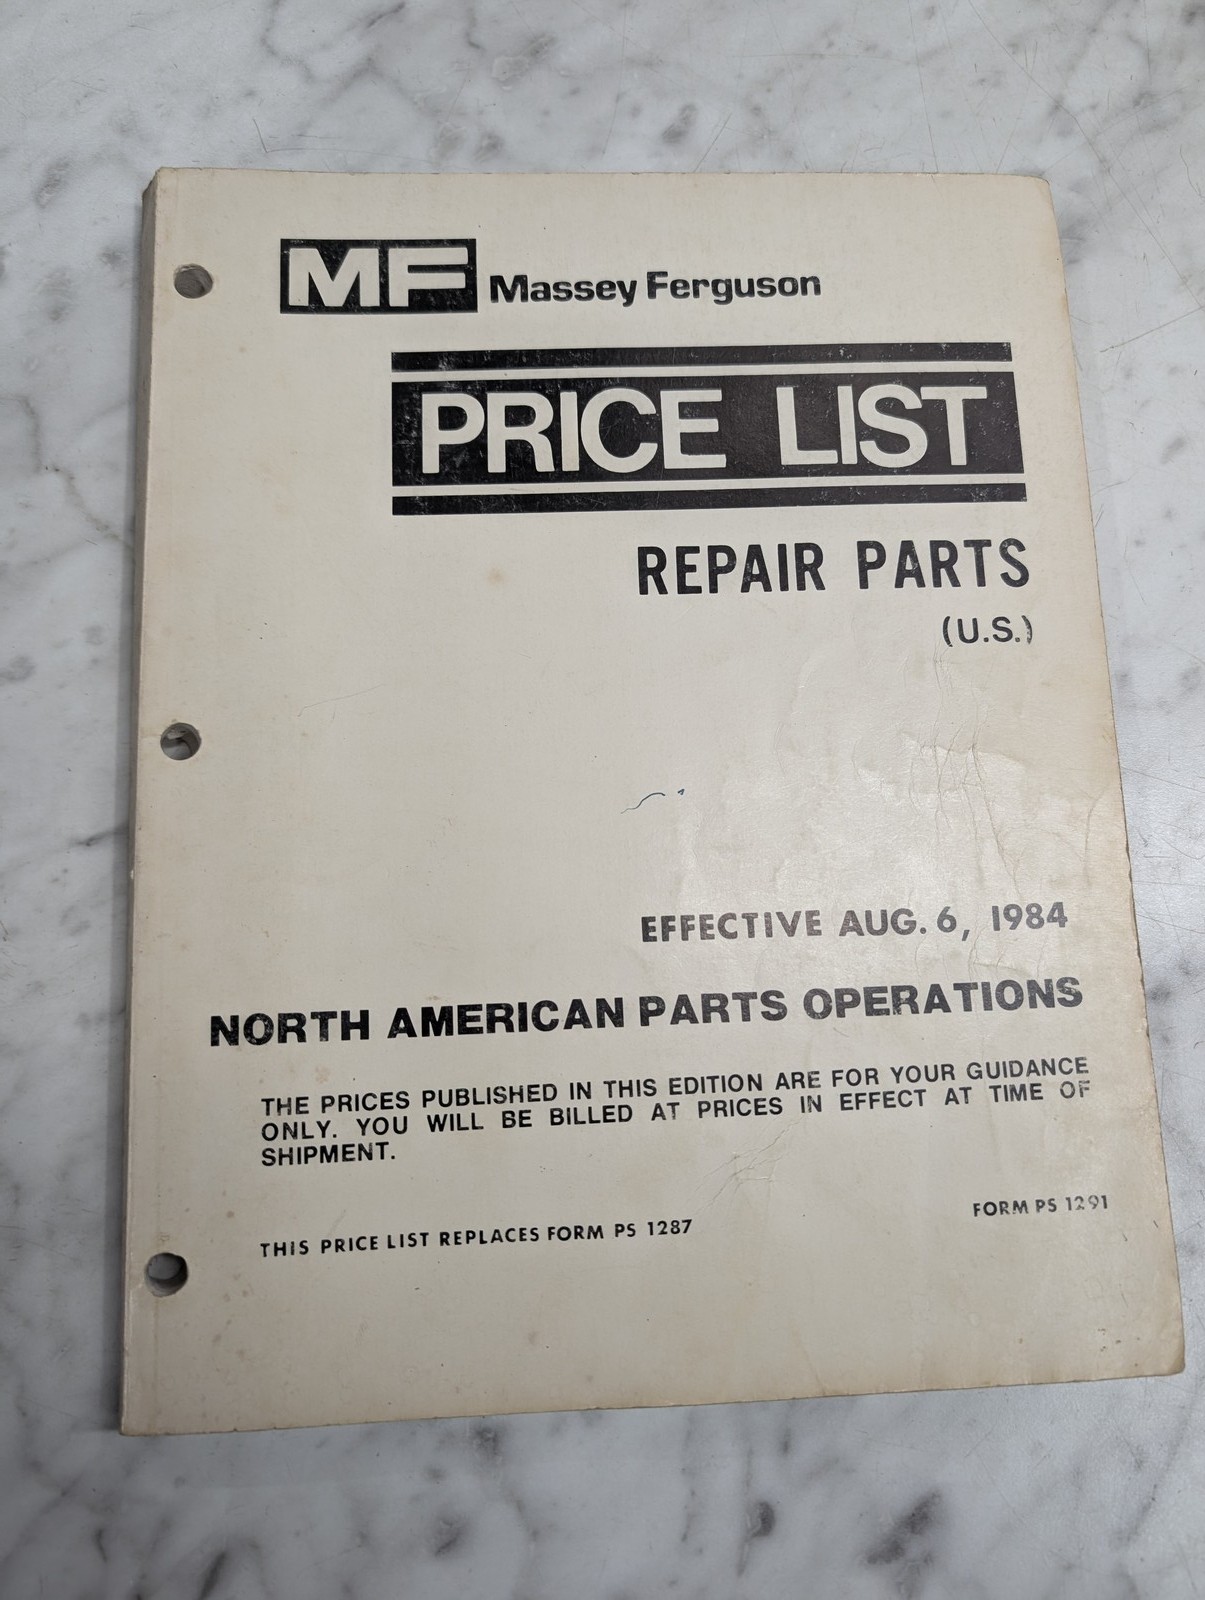 MF Massey Ferguson
PRICE LIST
REPAIR PARTS
(U.S.)
EFFECTIVE AUG. 6, 1984
NORTH AMERICAN PARTS OPERATIONS
THE PRICES PUBLISHED IN THIS EDITION ARE FOR YOUR GUIDANCE
ONLY. YOU WILL BE BILLED AT PRICES IN EFFECT AT TIME OF
SHIPMENT.
FORM PS 1291
THIS PRICE LIST REPLACES FORM PS 1287